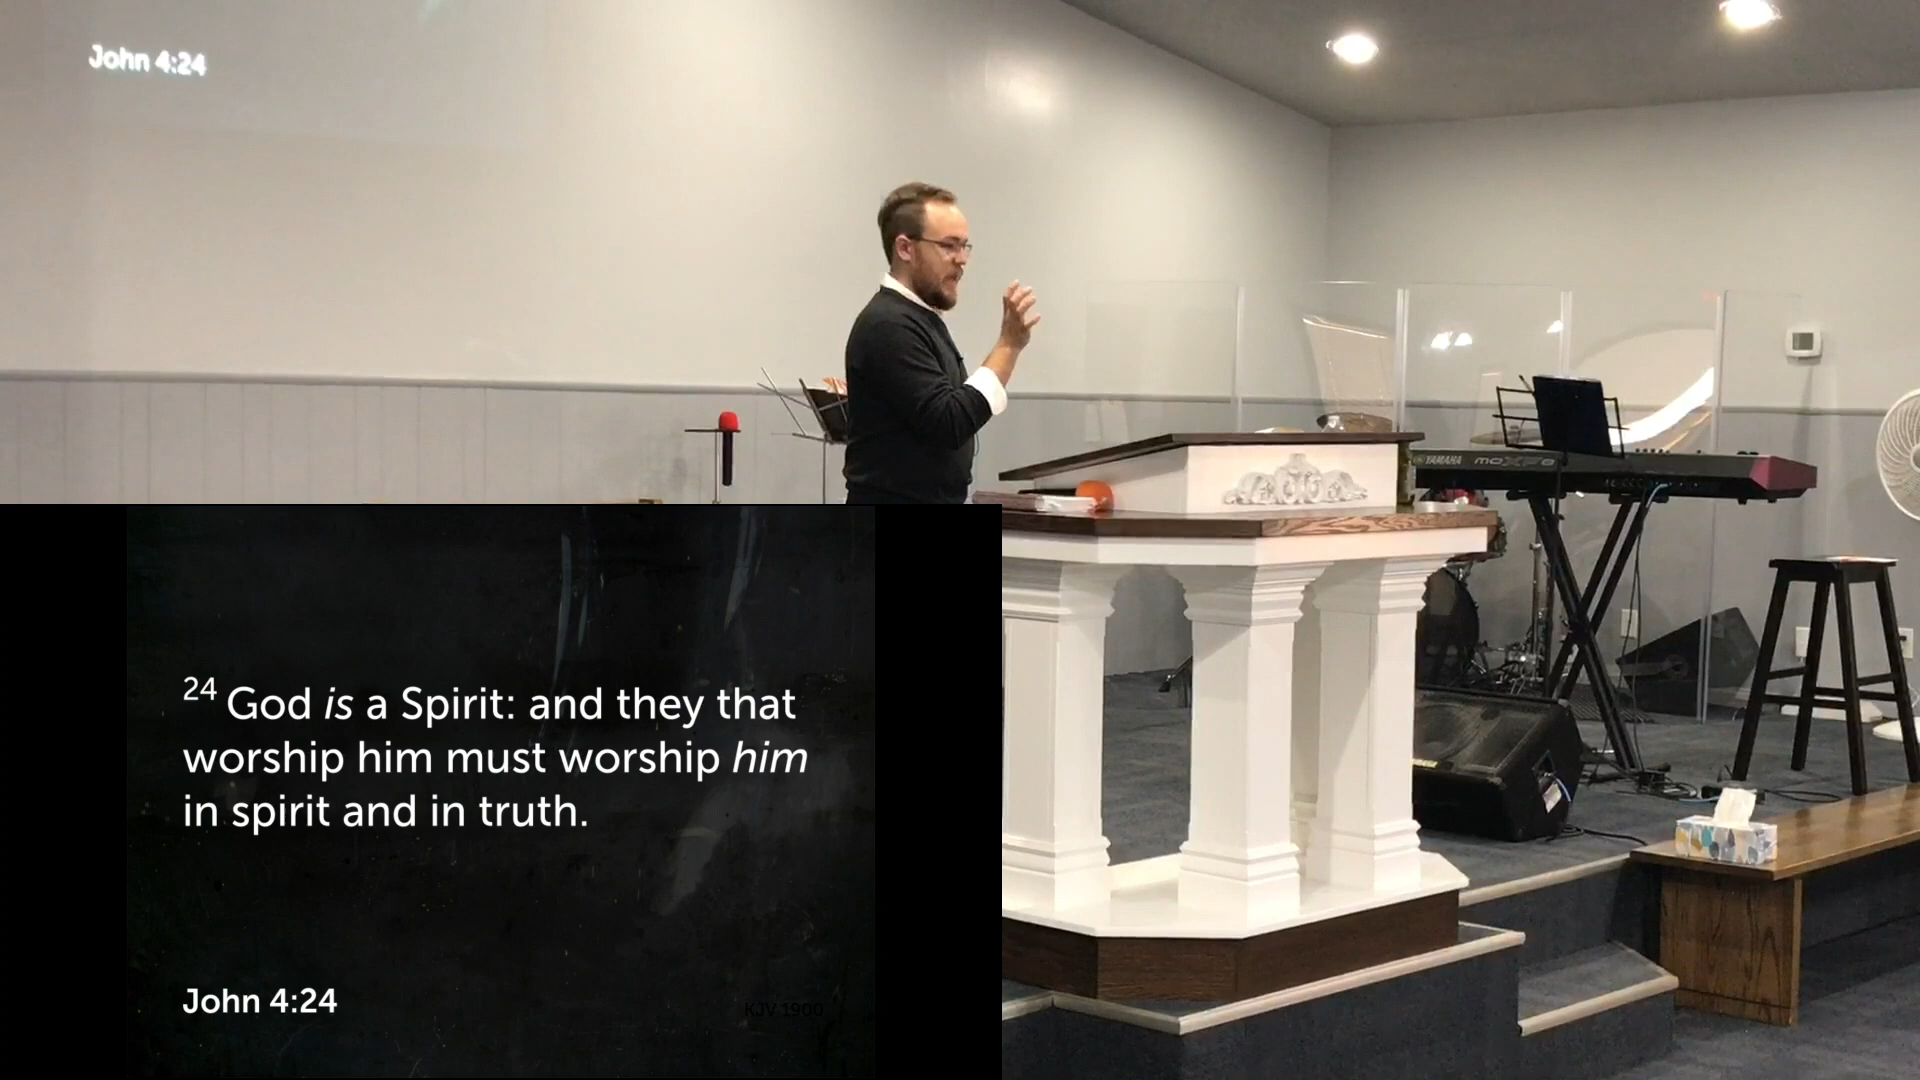 John 4:24
YAMAHA MOXF8
24 God is a Spirit: and they that
worship him must worship him
in spirit and in truth.
John 4:24
KJV 1900